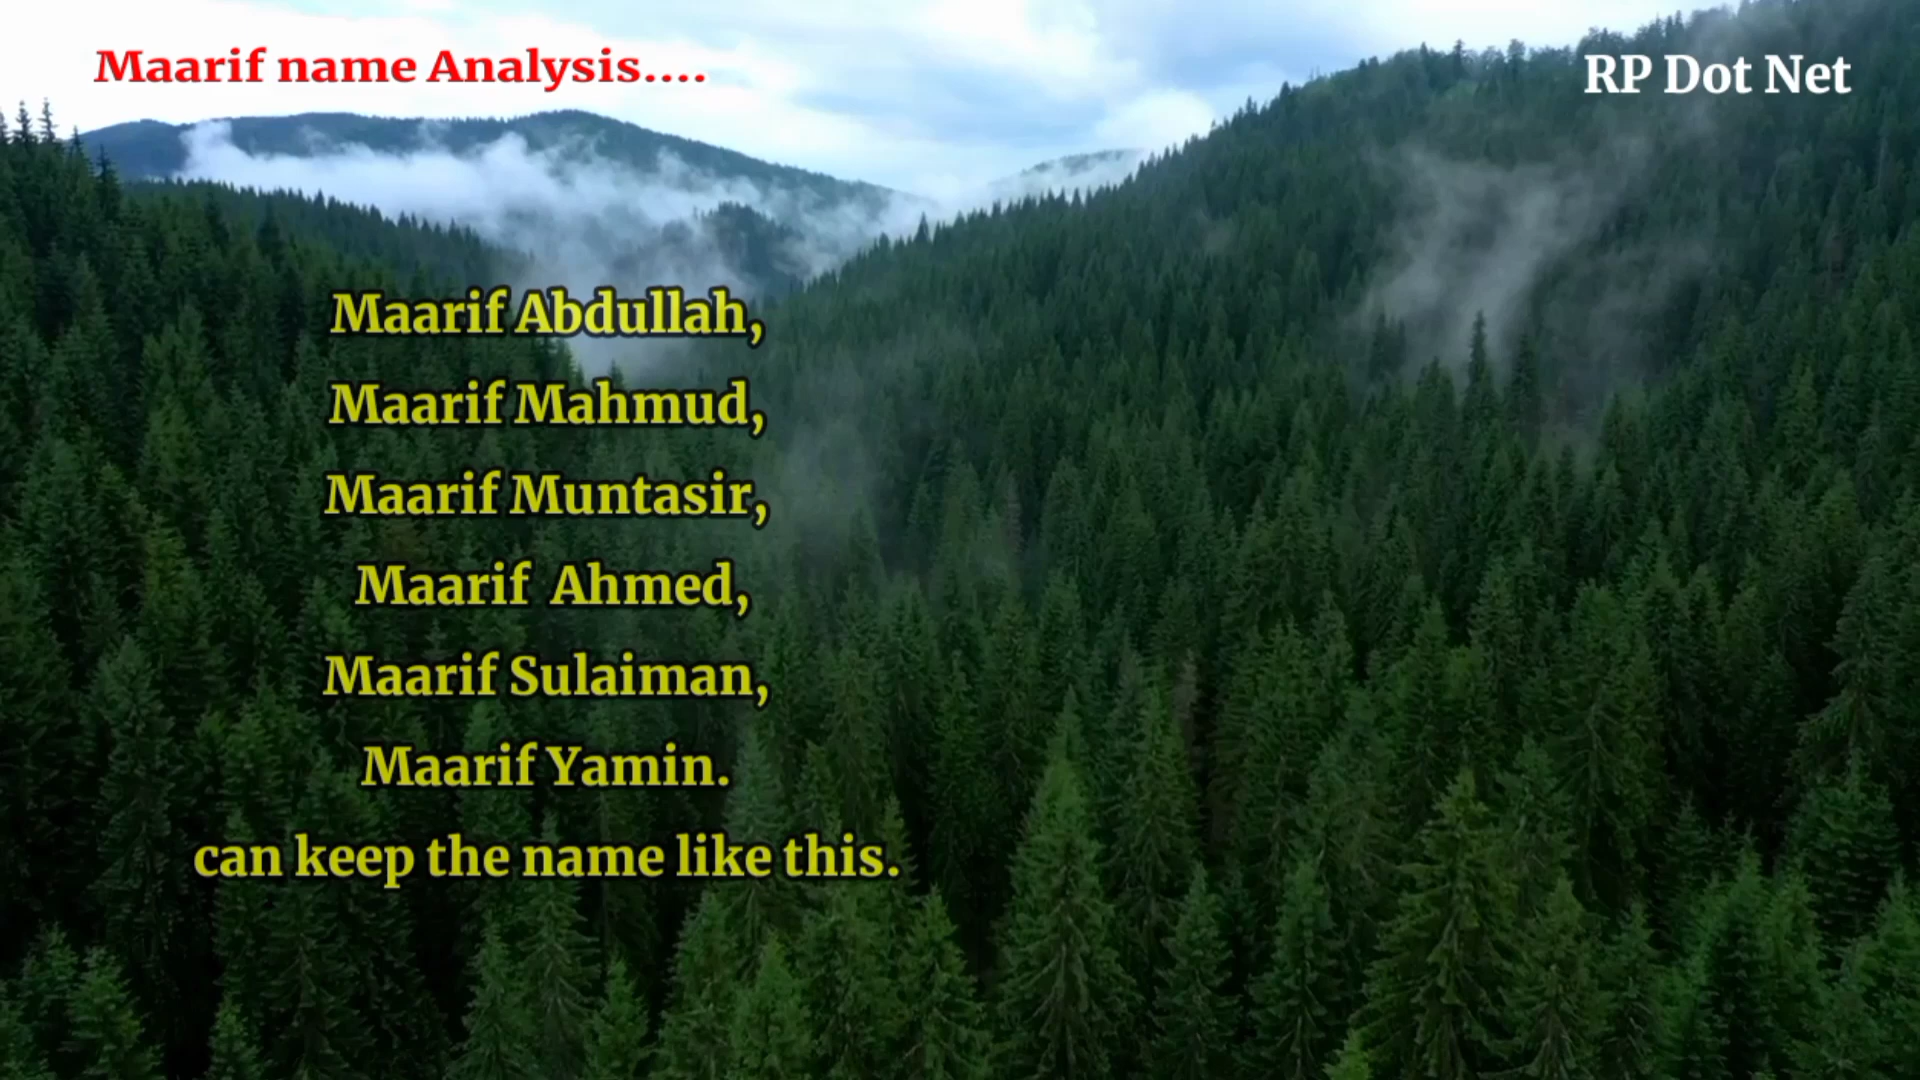 Maarif name Analysis....
RP Dot Net
Maarif Abdullah,
Maarif Mahmud,
Maarif Muntasir,
Maarif  Ahmed,
Maarif Sulaiman,
Maarif Yamin.
can keep the name like this.